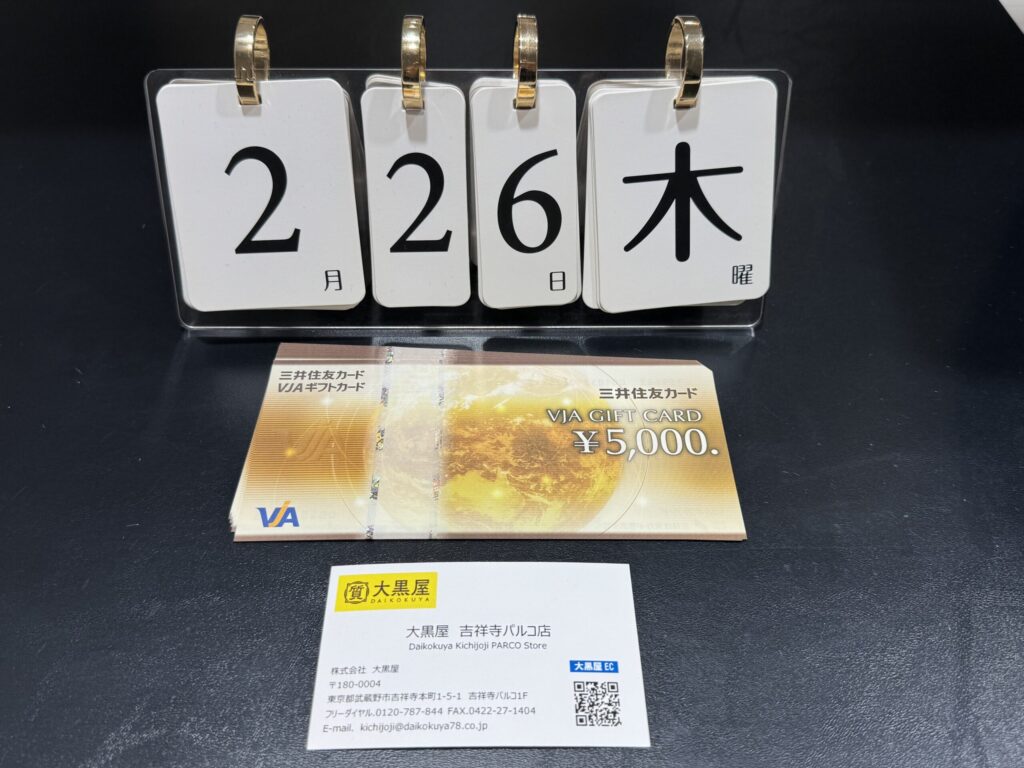 2月
26日
木曜
三井住友カード
VJAギフトカード
三井住友カード
VJA GIFT CARD
¥5,000.
VJA
質 大黒屋
DAIKOKUYA
大黒屋 吉祥寺パルコ店
Daikokuya Kichijoji PARCO Store
株式会社 大黒屋
〒180-0004
東京都武蔵野市吉祥寺本町1-5-1 吉祥寺パルコ1F
フリーダイヤル.0120-787-844 FAX.0422-27-1404
E-mail. kichijoji@daikokuya78.co.jp
大黒屋EC